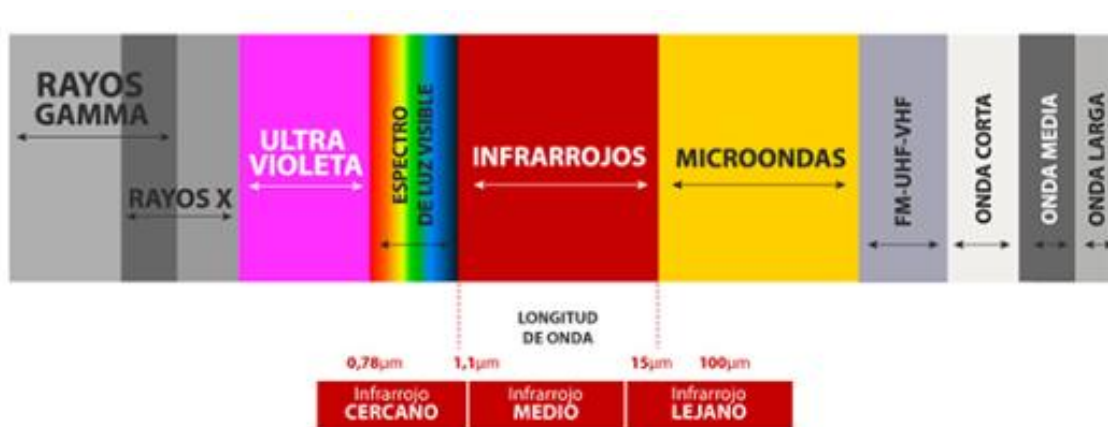 RAYOS
GAMMA
RAYOS X
ULTRA
VIOLETA
ESPECTRO
DE LUZ VISIBLE
INFRARROJOS
MICROONDAS
FM-UHF-VHF
ONDA CORTA
ONDA MEDIA
ONDA LARGA
LONGITUD
DE ONDA
0,78µm 1,1µm 15µm 100µm
Infrarrojo Infrarrojo Infrarrojo
CERCANO MEDIO LEJANO